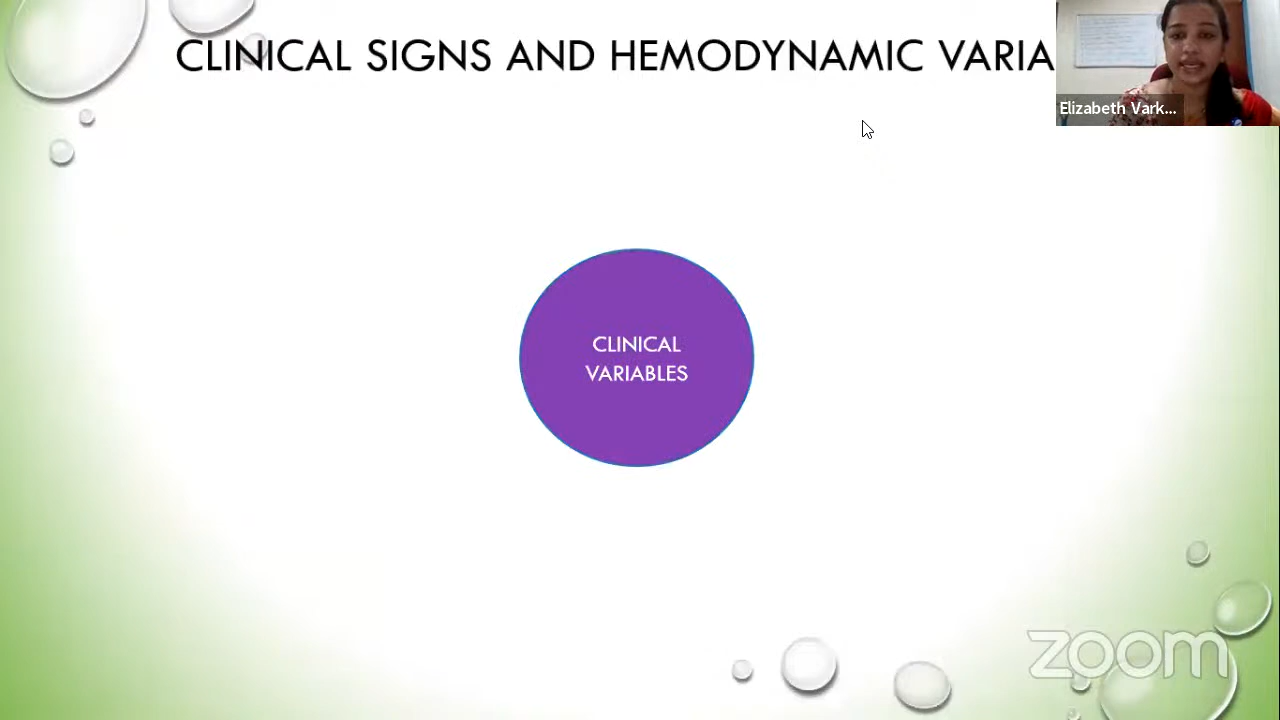 CLINICAL SIGNS AND HEMODYNAMIC VARIA
Elizabeth Vark...
CLINICAL
VARIABLES
zoom